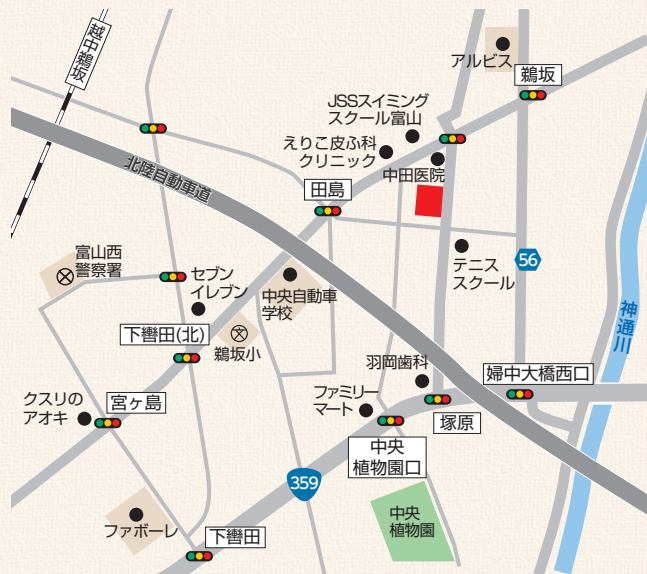 越中鵜坂
アルビス
鵜坂
JSSスイミング
スクール富山
えりこ皮ふ科
クリニック
中田医院
北陸自動車道
田島
富山西
警察署
セブン
イレブン
中央自動車
学校
テニス
スクール
56
神通川
下轡田(北)
鵜坂小
羽岡歯科
婦中大橋西口
クスリの
アオキ
宮ヶ島
ファミリー
マート
塚原
中央
植物園口
359
中央
植物園
ファボーレ
下轡田